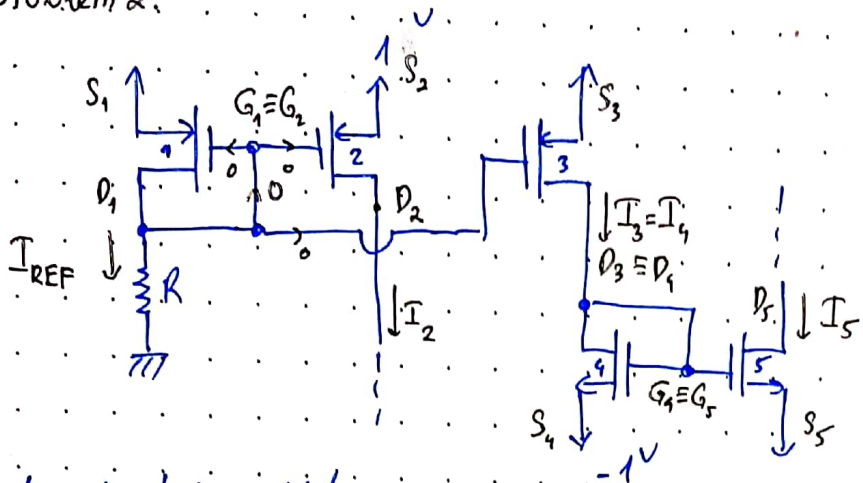 1 V
S1
S2
S3
G1≡G2
1
2
3
0
0
0
D1
D2
0
IREF
R
I3=I4
D3≡D4
I2
D5
I5
4
5
G4≡G5
S4
S5
-1V